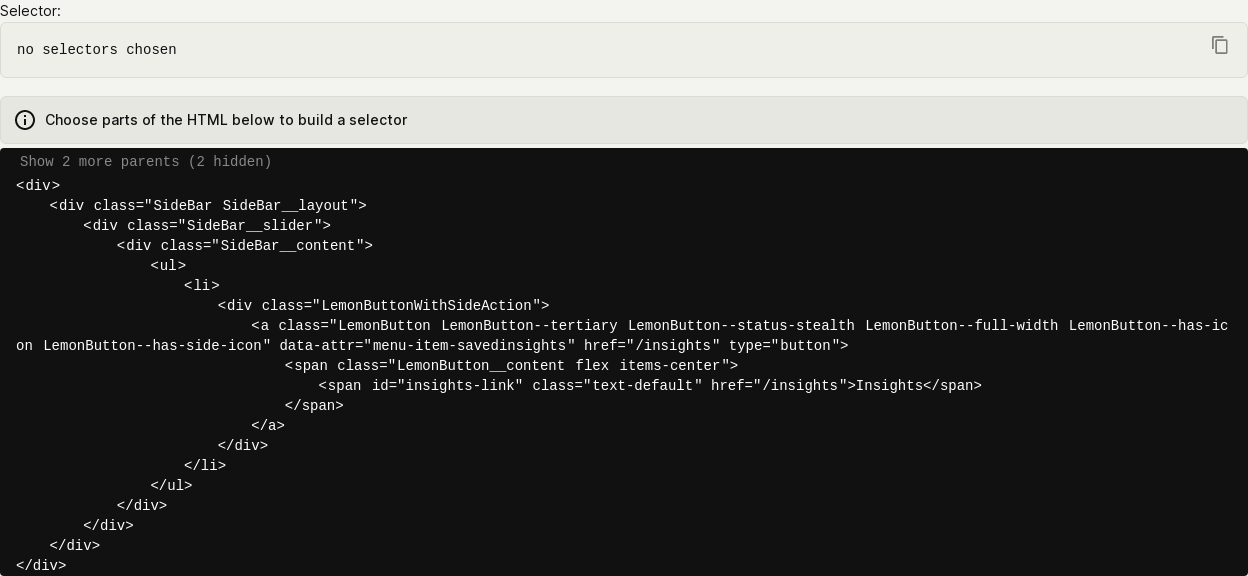 Selector:
no selectors chosen
Choose parts of the HTML below to build a selector
Show 2 more parents (2 hidden)
<div>
<div class="SideBar SideBar__layout">
<div class="SideBar__slider">
<div class="SideBar__content">
<ul>
<li>
<div class="LemonButtonWithSideAction">
<a class="LemonButton LemonButton--tertiary LemonButton--status-stealth LemonButton--full-width LemonButton--has-ic
on LemonButton--has-side-icon" data-attr="menu-item-savedinsights" href="/insights" type="button">
<span class="LemonButton__content flex items-center">
<span id="insights-link" class="text-default" href="/insights">Insights</span>
</span>
</a>
</div>
</li>
</ul>
</div>
</div>
</div>
</div>